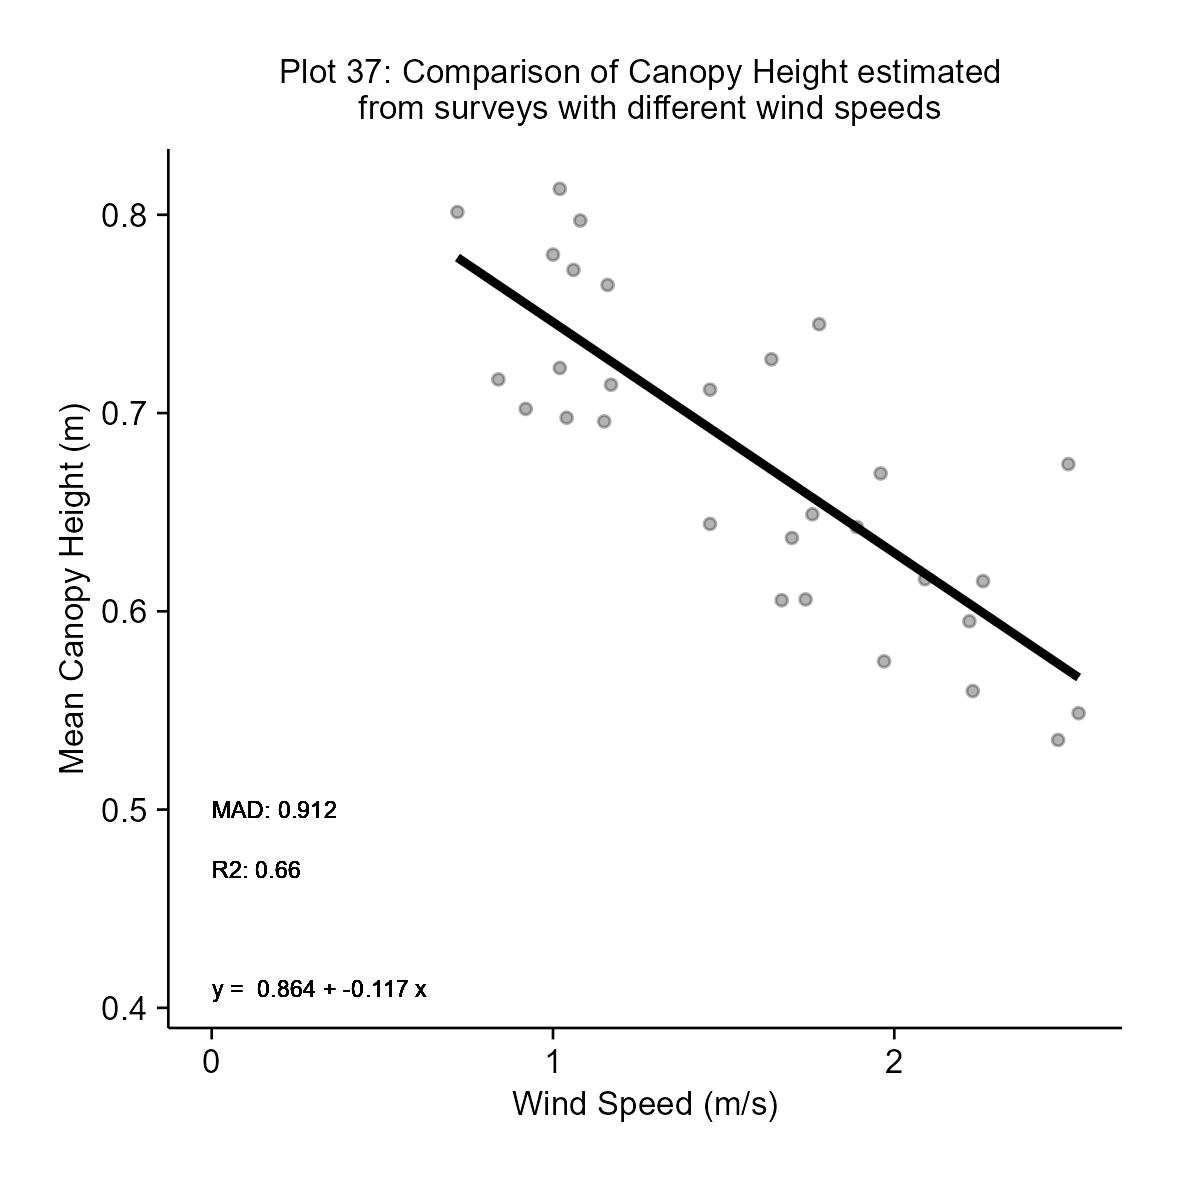 Plot 37: Comparison of Canopy Height estimated
from surveys with different wind speeds
0.8
0.7
0.6
0.5
0.4
Mean Canopy Height (m)
MAD: 0.912
R2: 0.66
y =  0.864 + -0.117 x
0
1
2
Wind Speed (m/s)